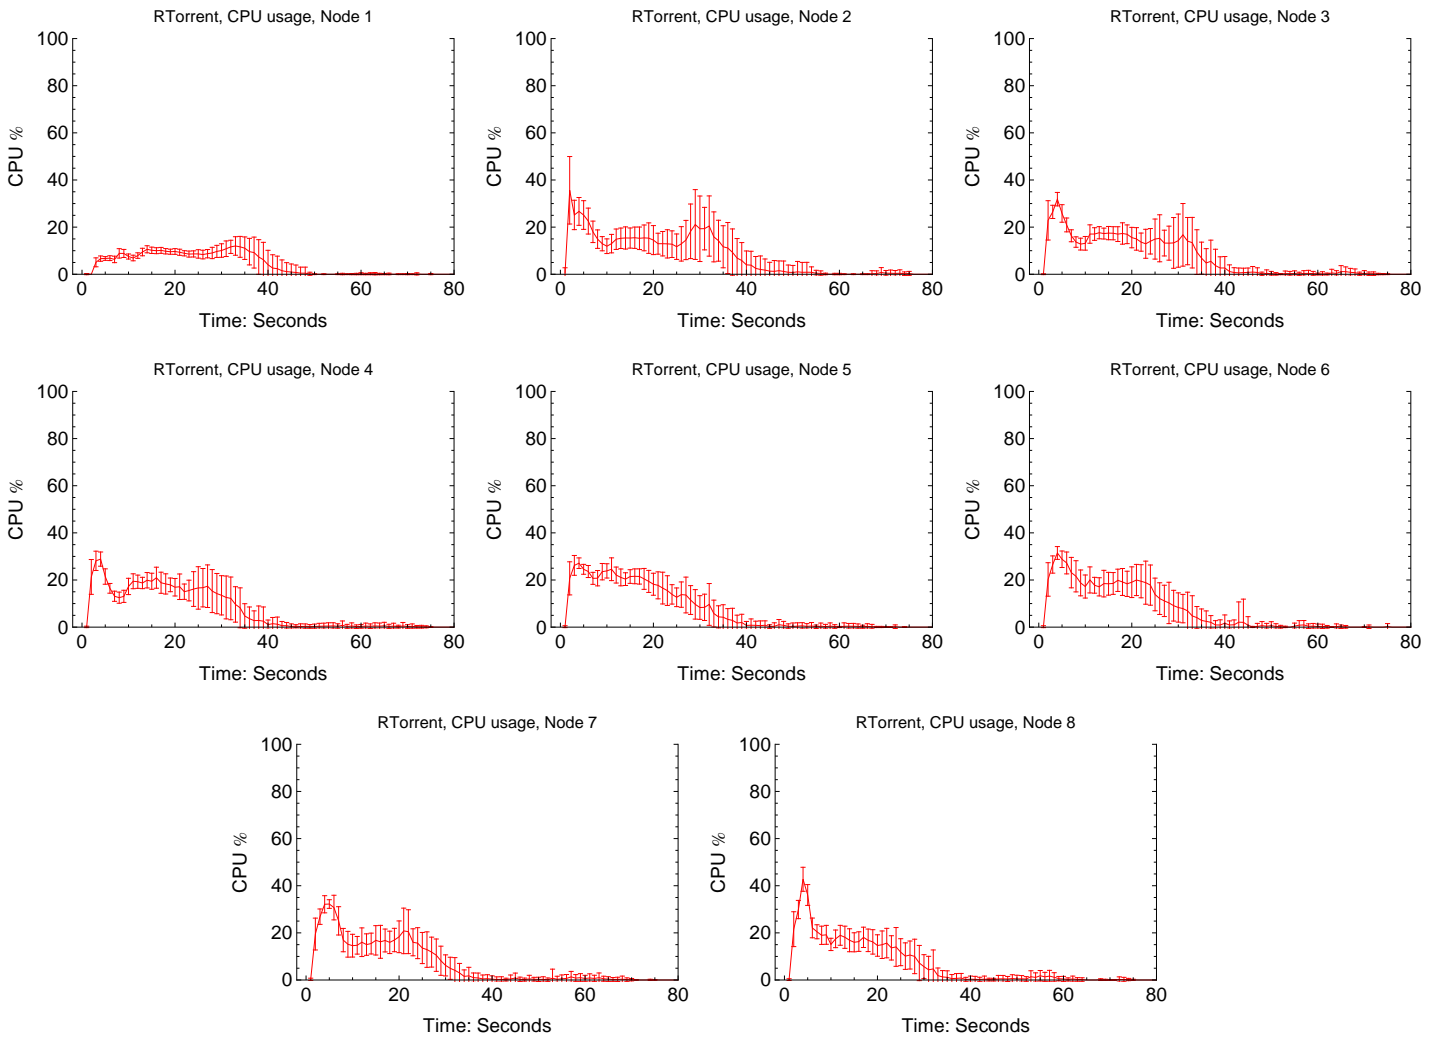 RTorrent, CPU usage, Node 1
100
80
60
40
20
0
CPU %
0 20 40 60 80
Time: Seconds
RTorrent, CPU usage, Node 2
100
80
60
40
20
0
CPU %
0 20 40 60 80
Time: Seconds
RTorrent, CPU usage, Node 3
100
80
60
40
20
0
CPU %
0 20 40 60 80
Time: Seconds
RTorrent, CPU usage, Node 4
100
80
60
40
20
0
CPU %
0 20 40 60 80
Time: Seconds
RTorrent, CPU usage, Node 5
100
80
60
40
20
0
CPU %
0 20 40 60 80
Time: Seconds
RTorrent, CPU usage, Node 6
100
80
60
40
20
0
CPU %
0 20 40 60 80
Time: Seconds
RTorrent, CPU usage, Node 7
100
80
60
40
20
0
CPU %
0 20 40 60 80
Time: Seconds
RTorrent, CPU usage, Node 8
100
80
60
40
20
0
CPU %
0 20 40 60 80
Time: Seconds